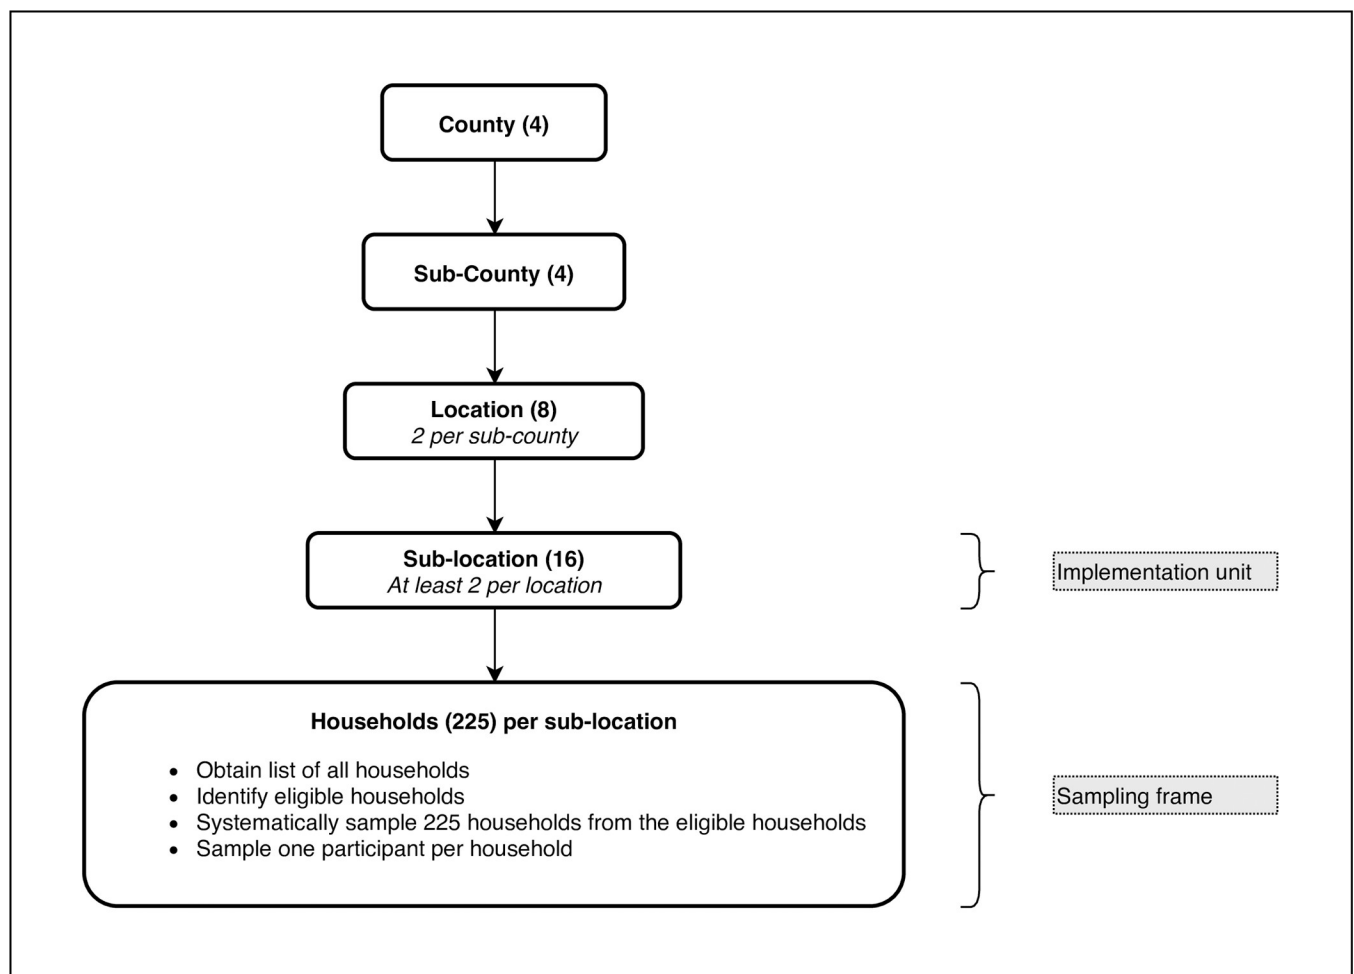 County (4)
Sub-County (4)
Location (8)
2 per sub-county
Sub-location (16)
At least 2 per location
Implementation unit
Households (225) per sub-location
• Obtain list of all households
• Identify eligible households
• Systematically sample 225 households from the eligible households
• Sample one participant per household
Sampling frame